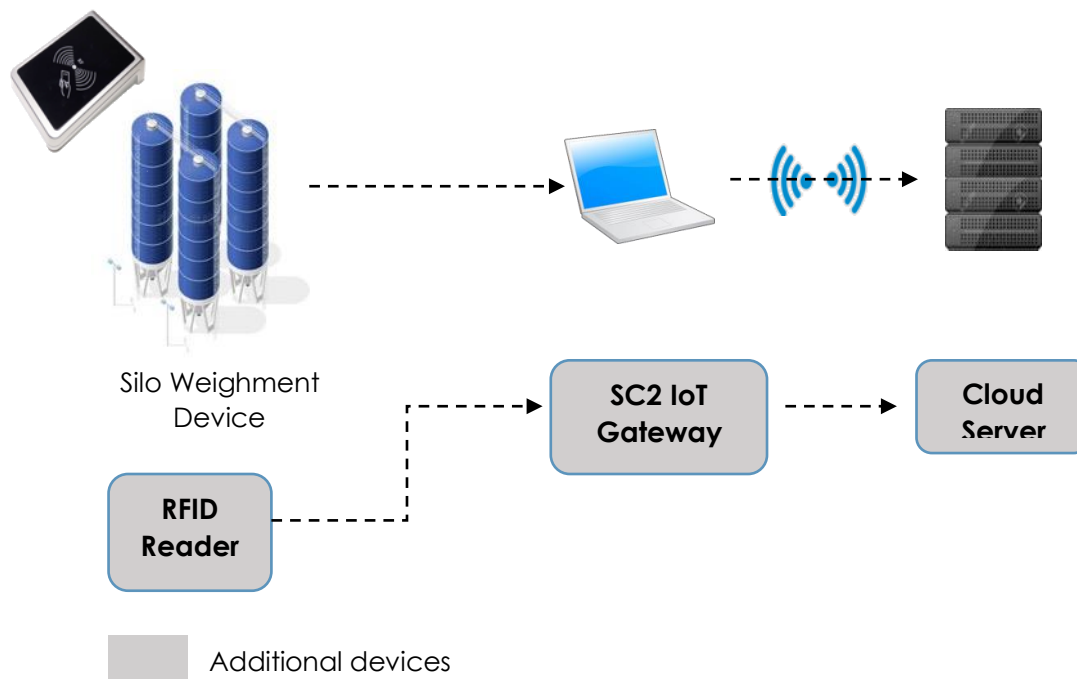 Silo Weighment
Device
SC2 IoT
Gateway
Cloud
Server
RFID
Reader
Additional devices